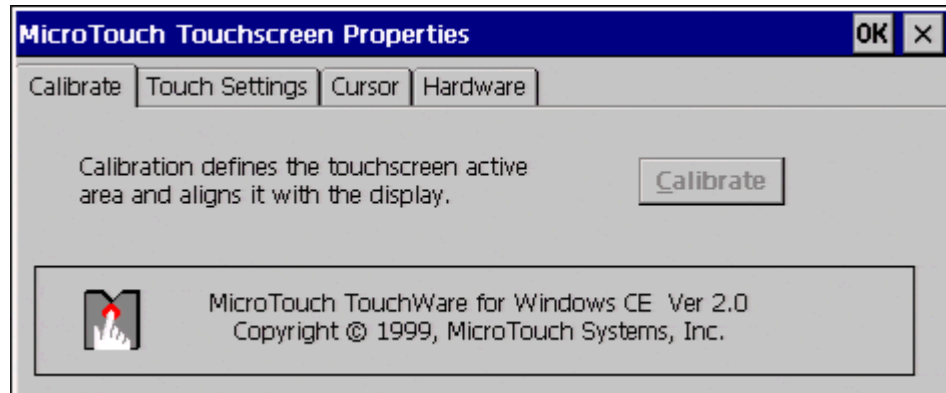 MicroTouch Touchscreen Properties OK ×
Calibrate Touch Settings Cursor Hardware
Calibration defines the touchscreen active
area and aligns it with the display.
Calibrate
MicroTouch TouchWare for Windows CE Ver 2.0
Copyright © 1999, MicroTouch Systems, Inc.